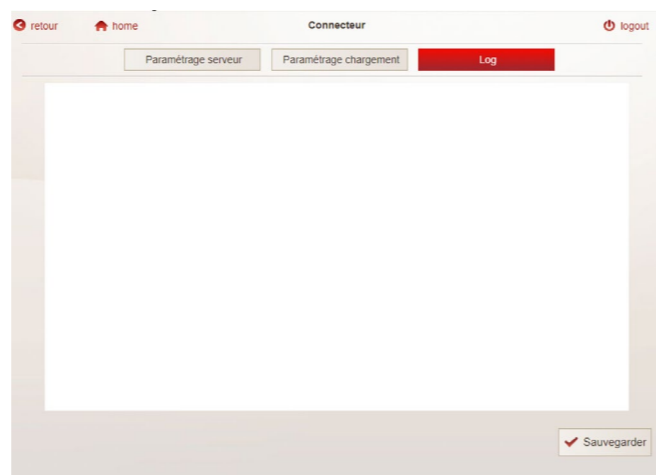 retour home Connecteur logout
Paramétrage serveur Paramétrage chargement Log
Sauvegarder